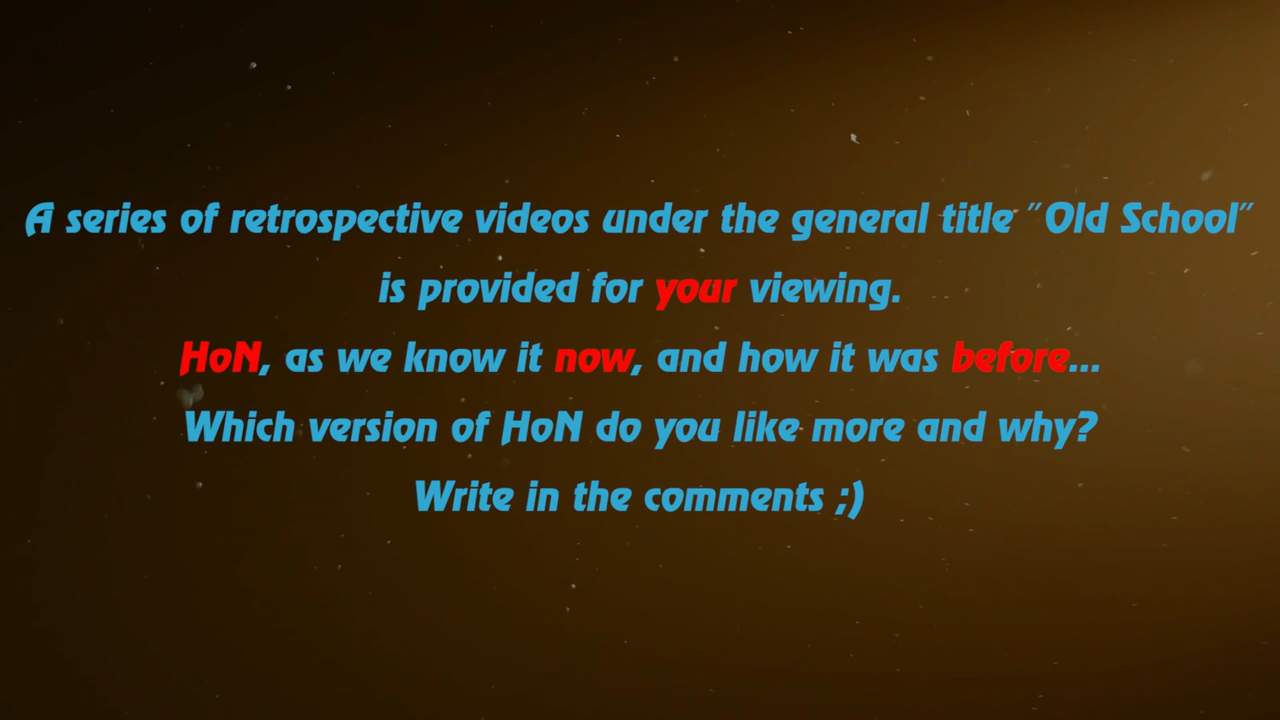 A series of retrospective videos under the general title "Old School"
is provided for your viewing.
HoN, as we know it now, and how it was before...
Which version of HoN do you like more and why?
Write in the comments ;)